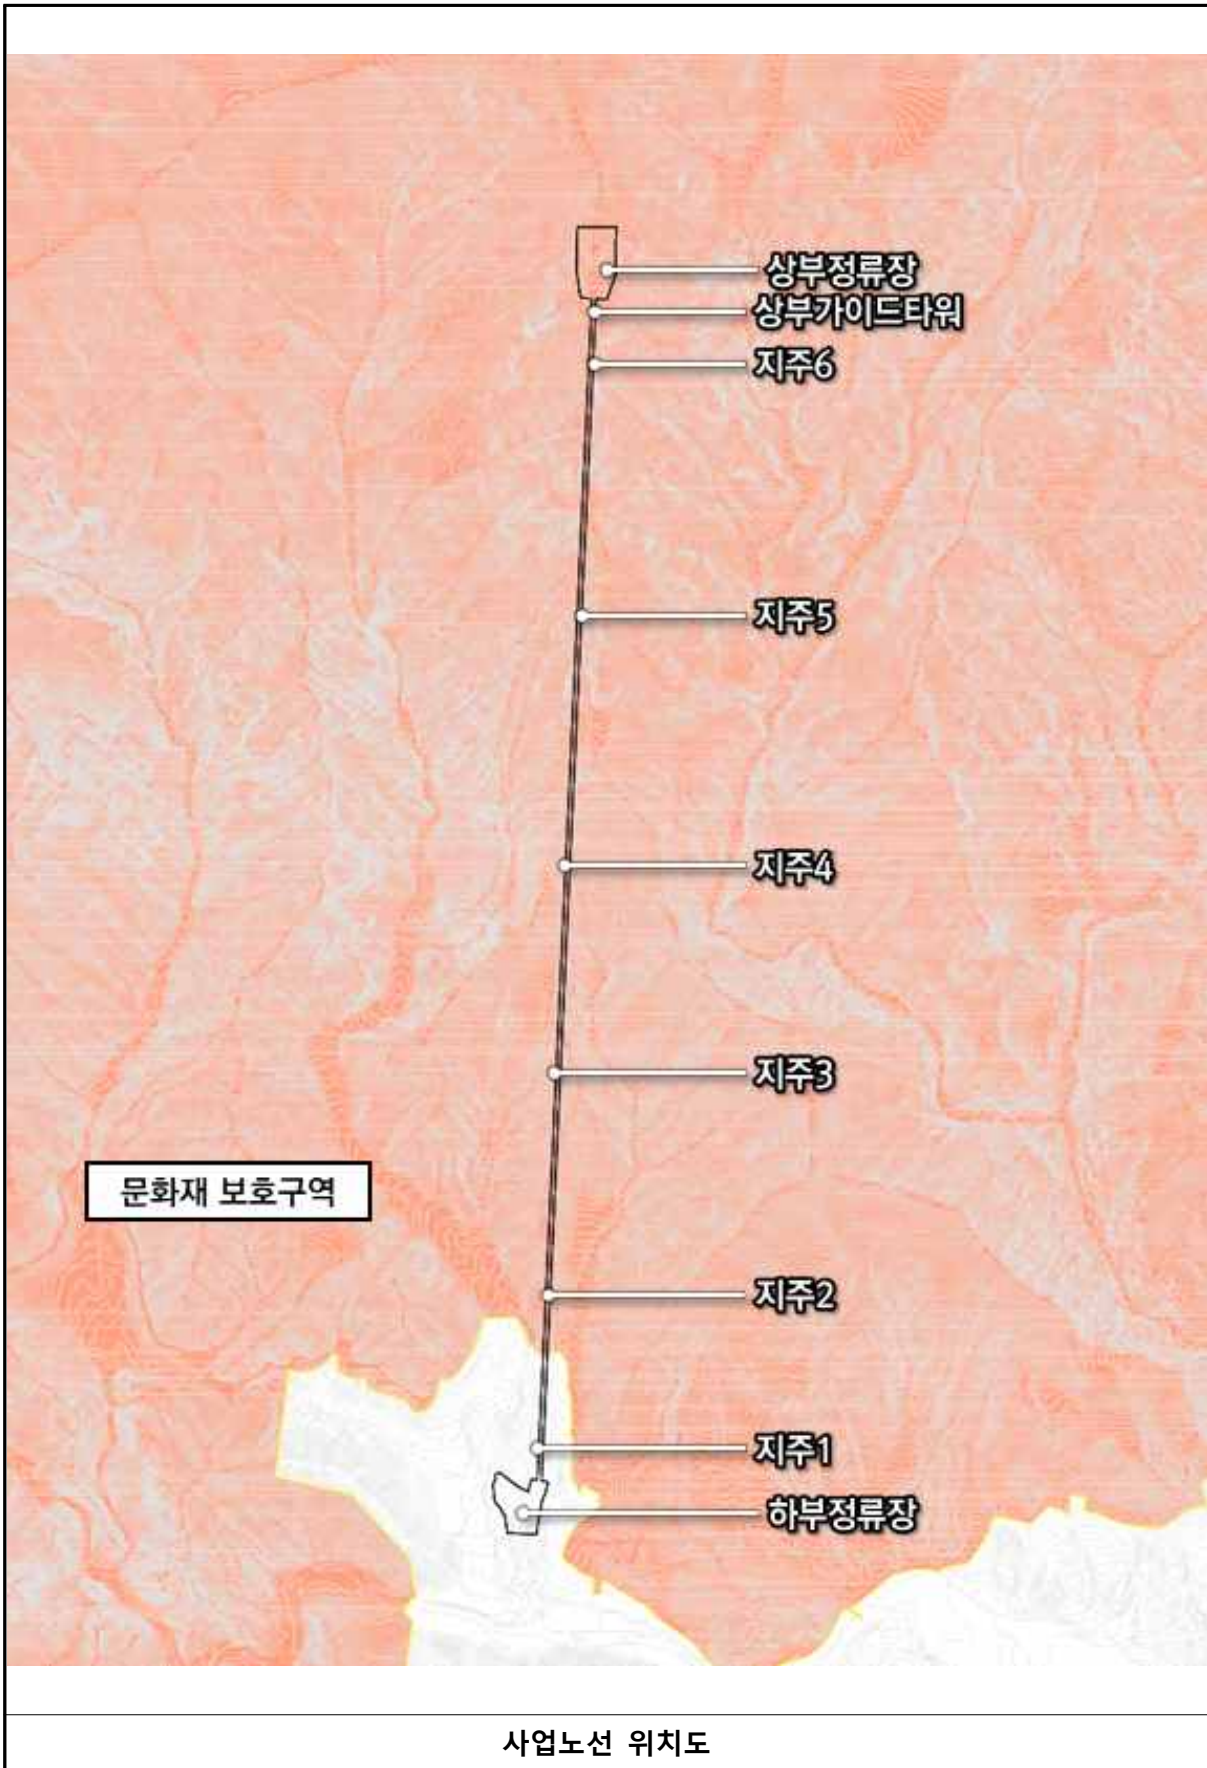 상부정류장
상부가이드타워
지주6
지주5
지주4
지주3
문화재 보호구역
지주2
지주1
하부정류장
사업노선 위치도